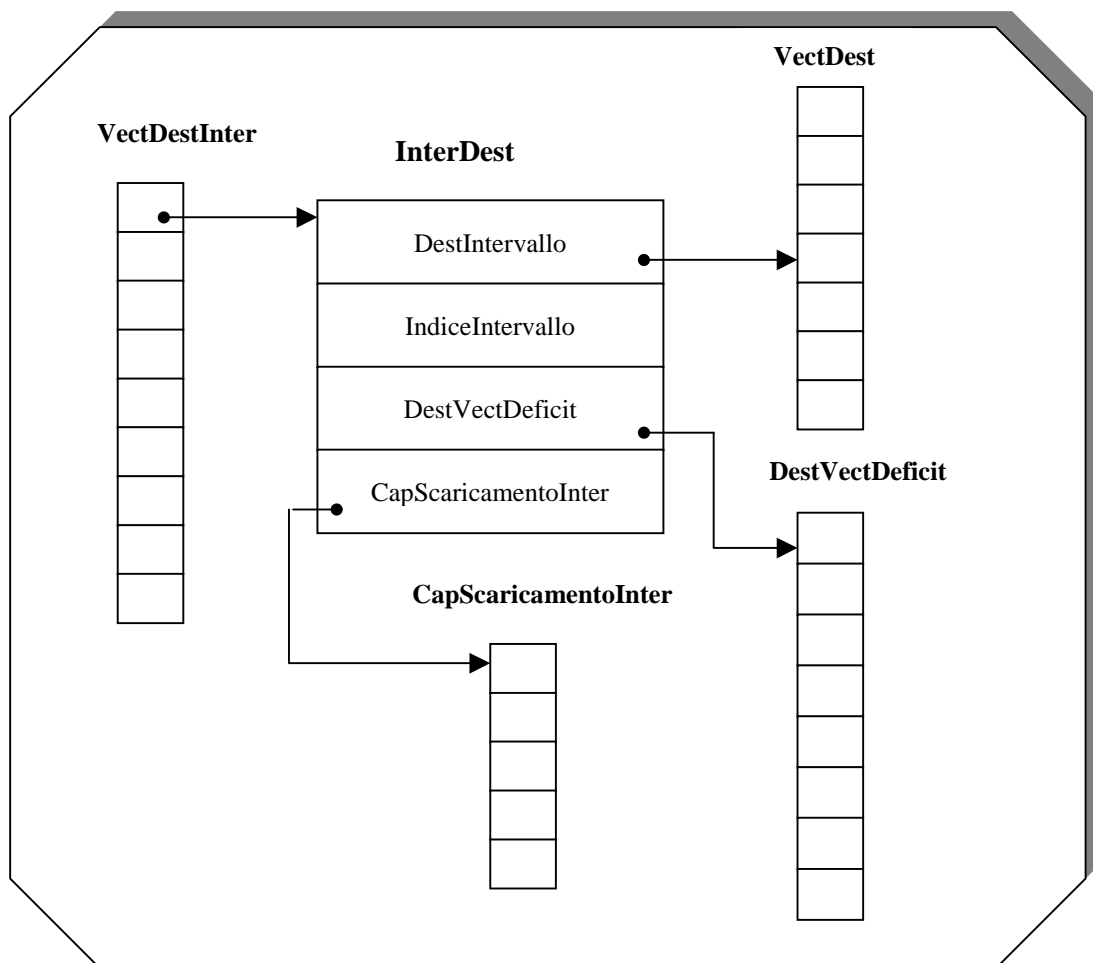 VectDest
VectDestInter
InterDest
DestIntervallo
IndiceIntervallo
DestVectDeficit
CapScaricamentoInter
DestVectDeficit
CapScaricamentoInter